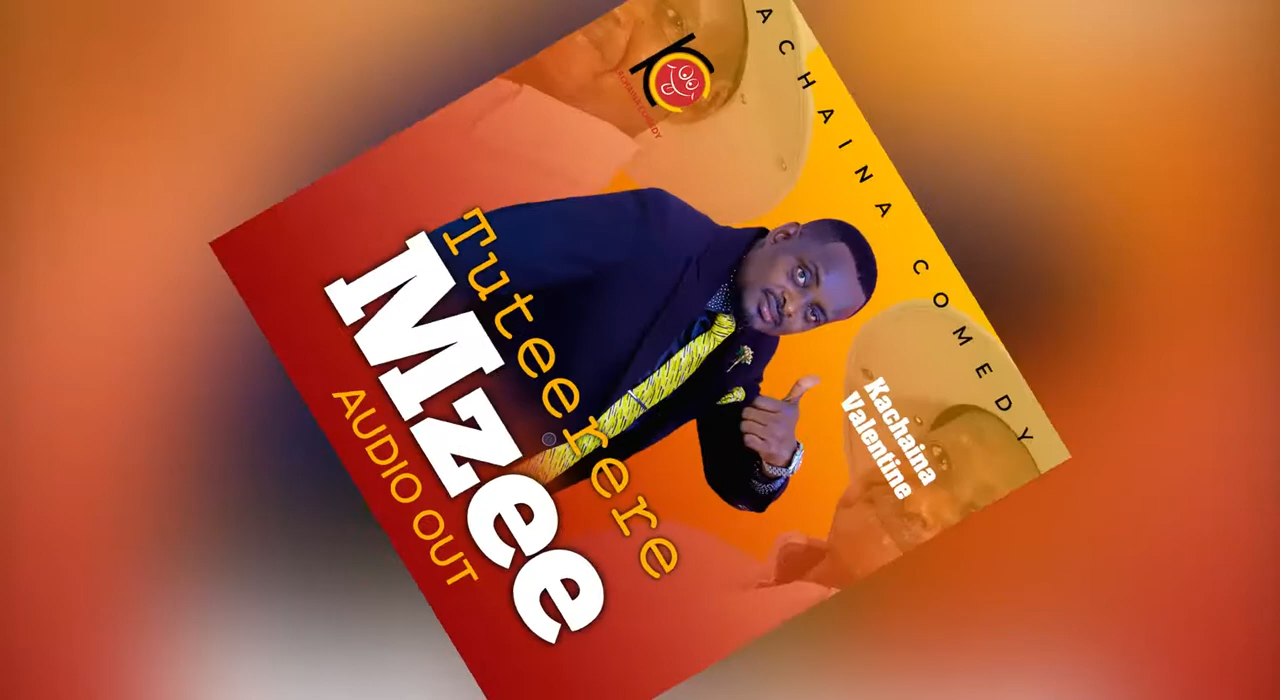 ACHAINA COMEDY
Kachaina
Valentine
Tuteerere
Mzee
AUDIO OUT